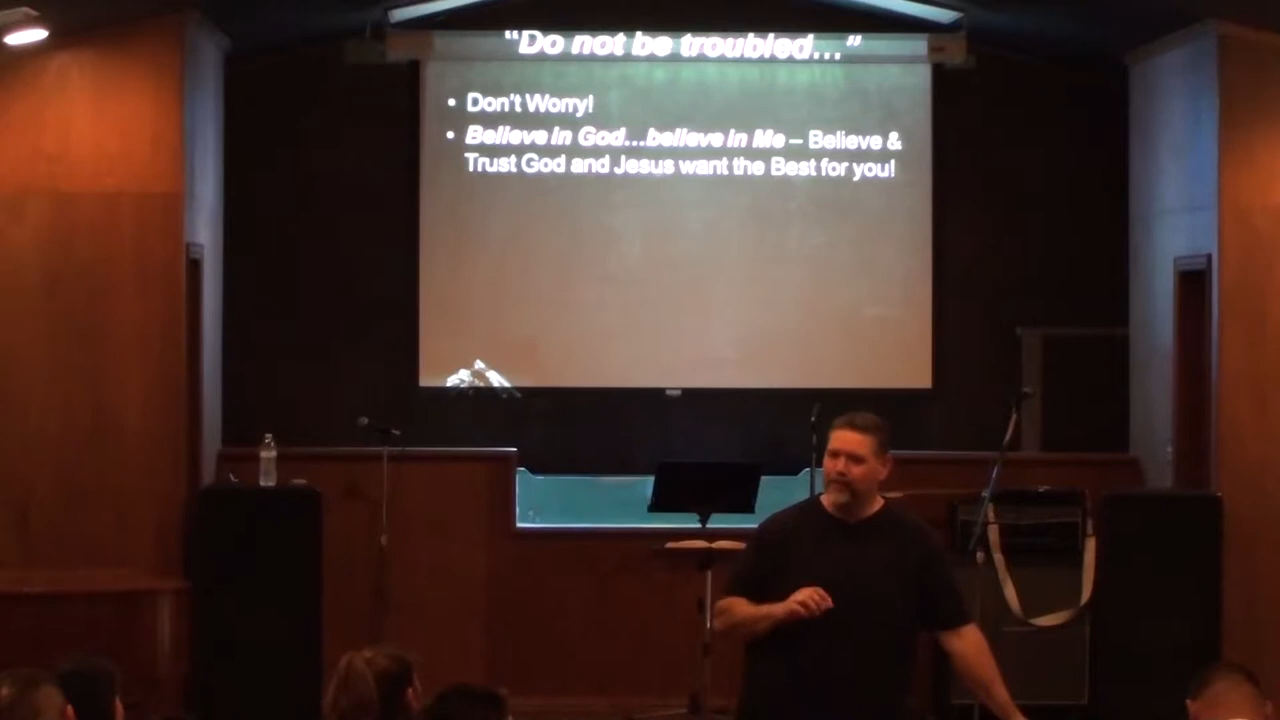 “Do not be troubled…”
• Don't Worry!
• Believe in God…believe in Me – Believe &
Trust God and Jesus want the Best for you!